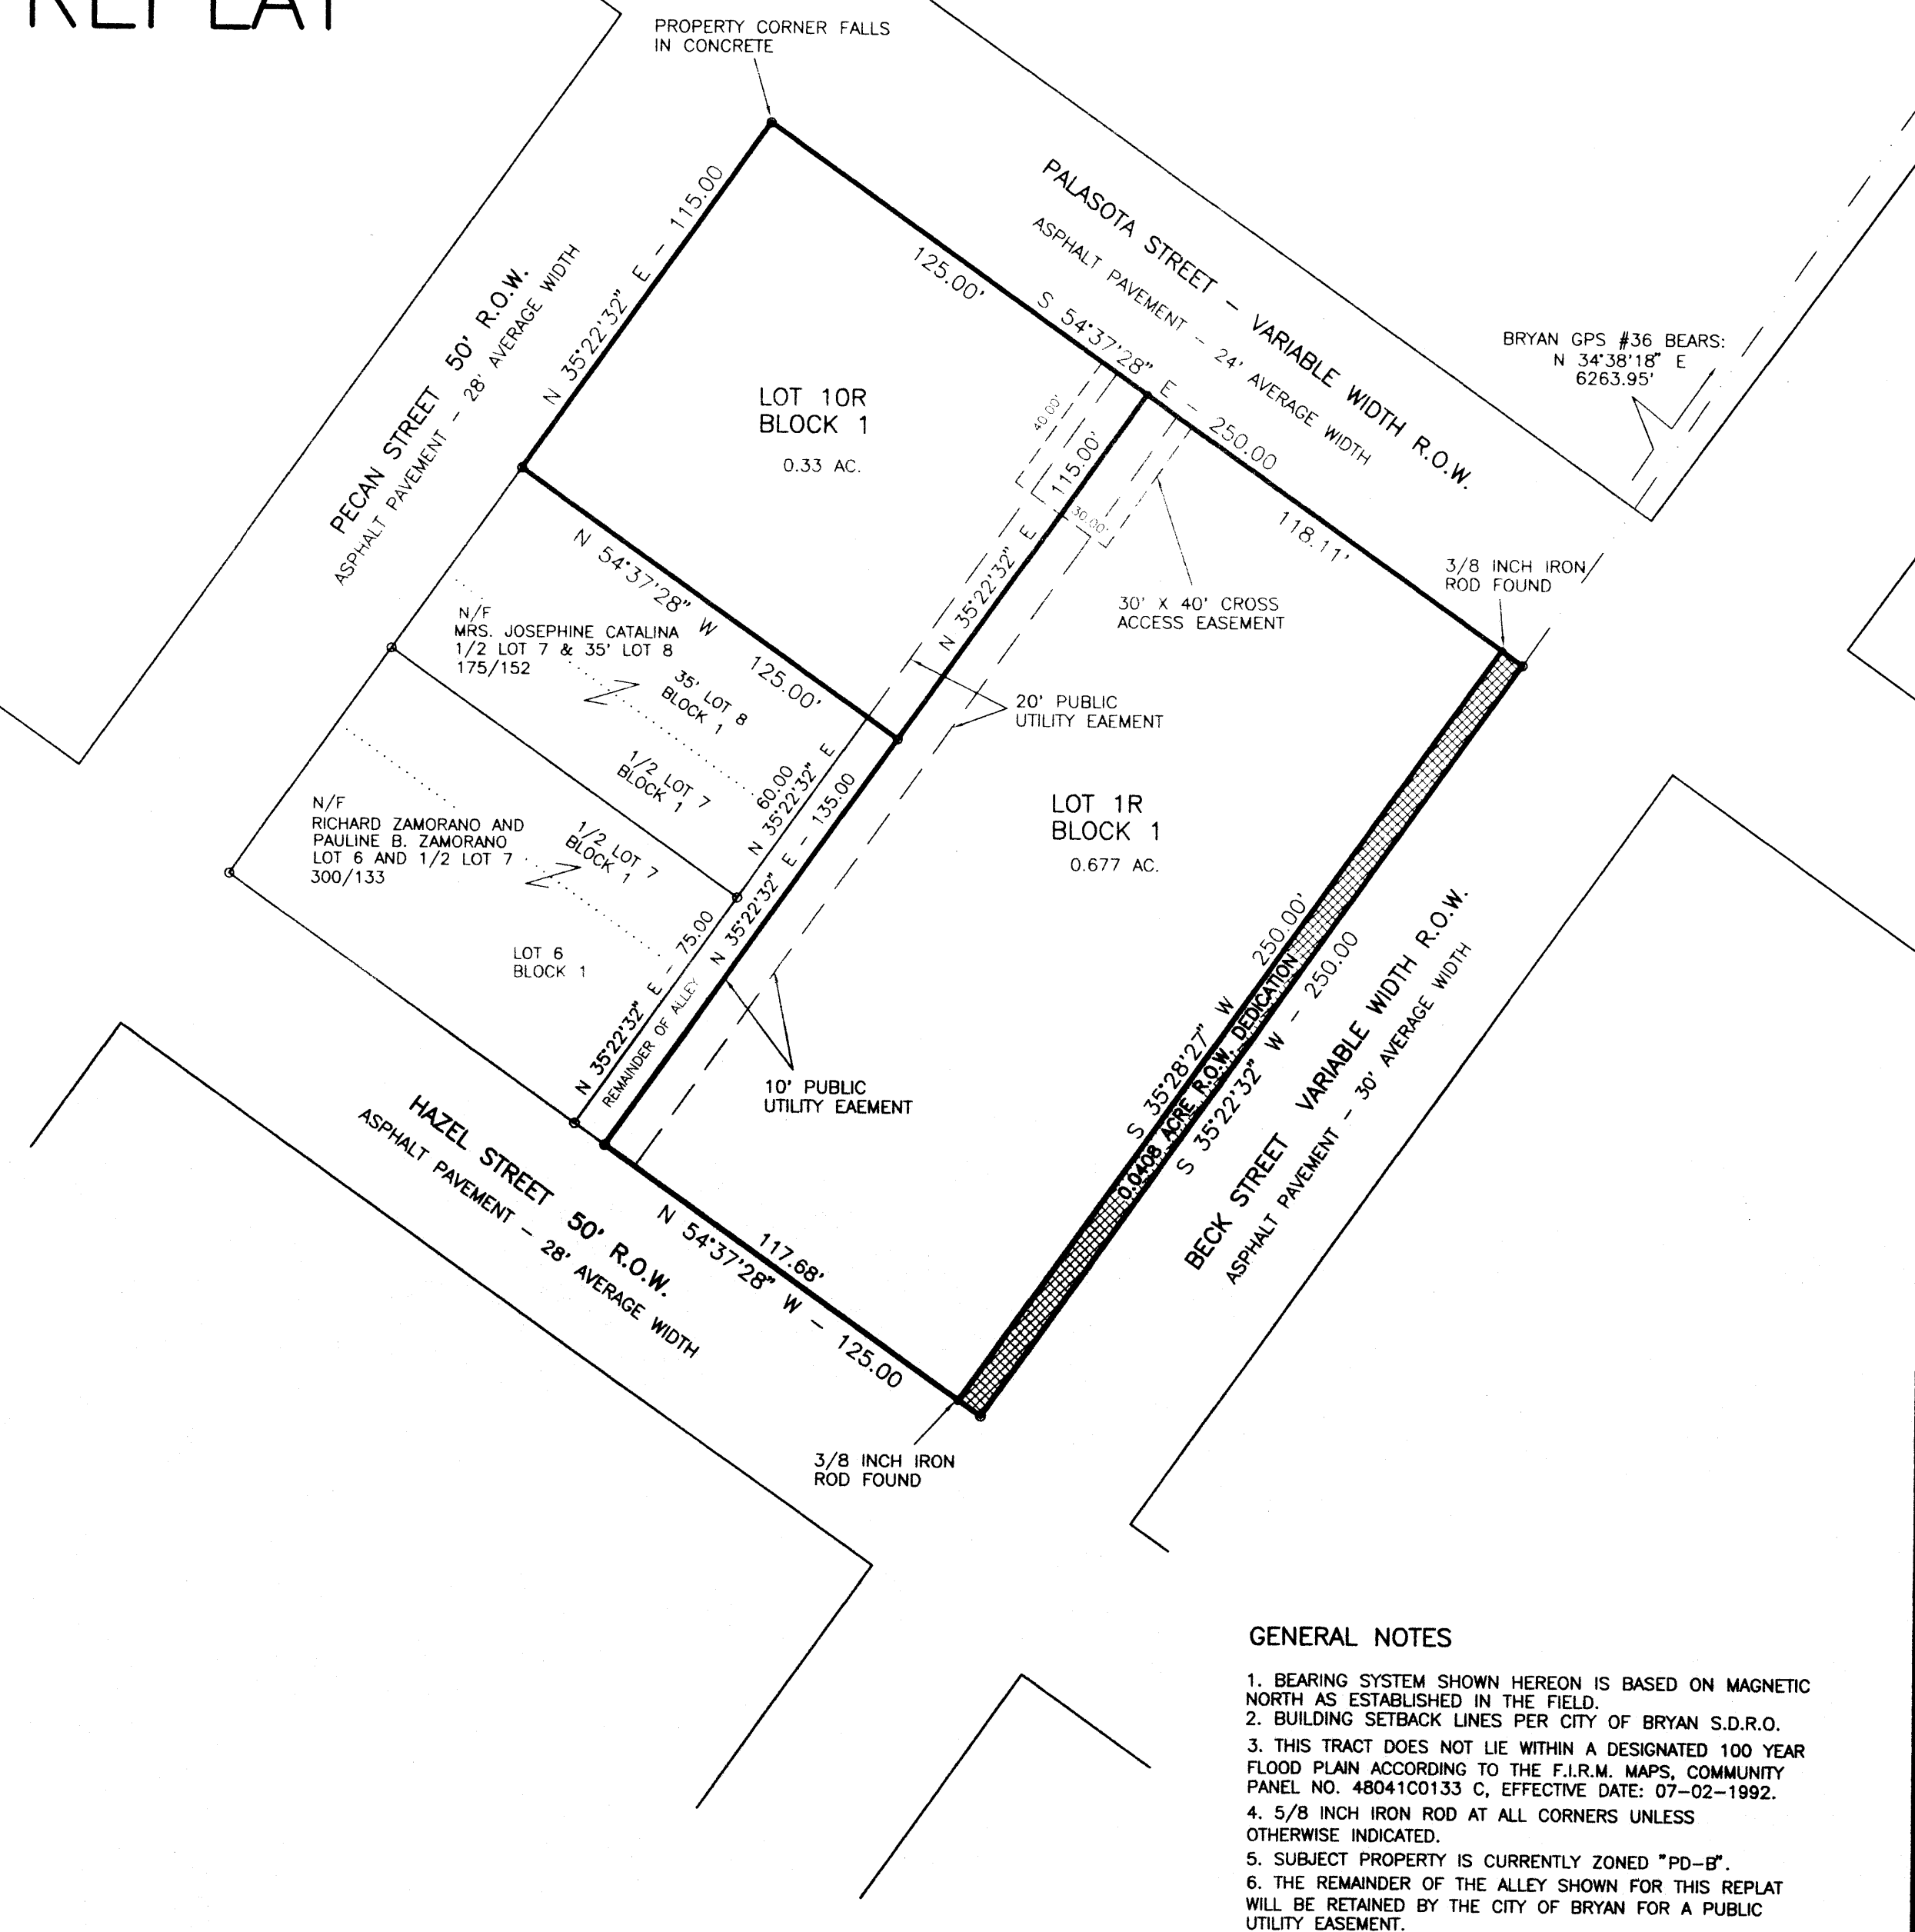 REPLAT
PROPERTY CORNER FALLS
IN CONCRETE
N 35°22'32" E - 115.00
PECAN STREET 50' R.O.W.
ASPHALT PAVEMENT - 28' AVERAGE WIDTH
PALASOTA STREET - VARIABLE WIDTH R.O.W.
ASPHALT PAVEMENT - 24' AVERAGE WIDTH
125.00'
S 54°37'28" E - 250.00
118.11'
BRYAN GPS #36 BEARS:
N 34°38'18" E
6263.95'
LOT 10R
BLOCK 1
0.33 AC.
40.00'
115.00'
30.00'
N 35°22'32" E
3/8 INCH IRON
ROD FOUND
30' X 40' CROSS
ACCESS EASEMENT
N 54°37'28" W
125.00'
N/F
MRS. JOSEPHINE CATALINA
1/2 LOT 7 & 35' LOT 8
175/152
35' LOT 8
BLOCK 1
1/2 LOT 7
BLOCK 1
20' PUBLIC
UTILITY EAEMENT
60.00
N 35°22'32" E
N 35°22'32" E - 135.00
N/F
RICHARD ZAMORANO AND
PAULINE B. ZAMORANO
LOT 6 AND 1/2 LOT 7
300/133
1/2 LOT 7
BLOCK 1
LOT 6
BLOCK 1
LOT 1R
BLOCK 1
0.677 AC.
N 35°22'32" E - 75.00
REMAINDER OF ALLEY
10' PUBLIC
UTILITY EAEMENT
S 35°28'27" W 250.00'
0.0408 ACRE R.O.W. DEDICATION
S 35°22'32" W - 250.00
BECK STREET VARIABLE WIDTH R.O.W.
ASPHALT PAVEMENT - 30' AVERAGE WIDTH
HAZEL STREET 50' R.O.W.
ASPHALT PAVEMENT - 28' AVERAGE WIDTH
117.68'
N 54°37'28" W - 125.00
3/8 INCH IRON
ROD FOUND
GENERAL NOTES
1. BEARING SYSTEM SHOWN HEREON IS BASED ON MAGNETIC
NORTH AS ESTABLISHED IN THE FIELD.
2. BUILDING SETBACK LINES PER CITY OF BRYAN S.D.R.O.
3. THIS TRACT DOES NOT LIE WITHIN A DESIGNATED 100 YEAR
FLOOD PLAIN ACCORDING TO THE F.I.R.M. MAPS, COMMUNITY
PANEL NO. 48041C0133 C, EFFECTIVE DATE: 07-02-1992.
4. 5/8 INCH IRON ROD AT ALL CORNERS UNLESS
OTHERWISE INDICATED.
5. SUBJECT PROPERTY IS CURRENTLY ZONED "PD-B".
6. THE REMAINDER OF THE ALLEY SHOWN FOR THIS REPLAT
WILL BE RETAINED BY THE CITY OF BRYAN FOR A PUBLIC
UTILITY EASEMENT.